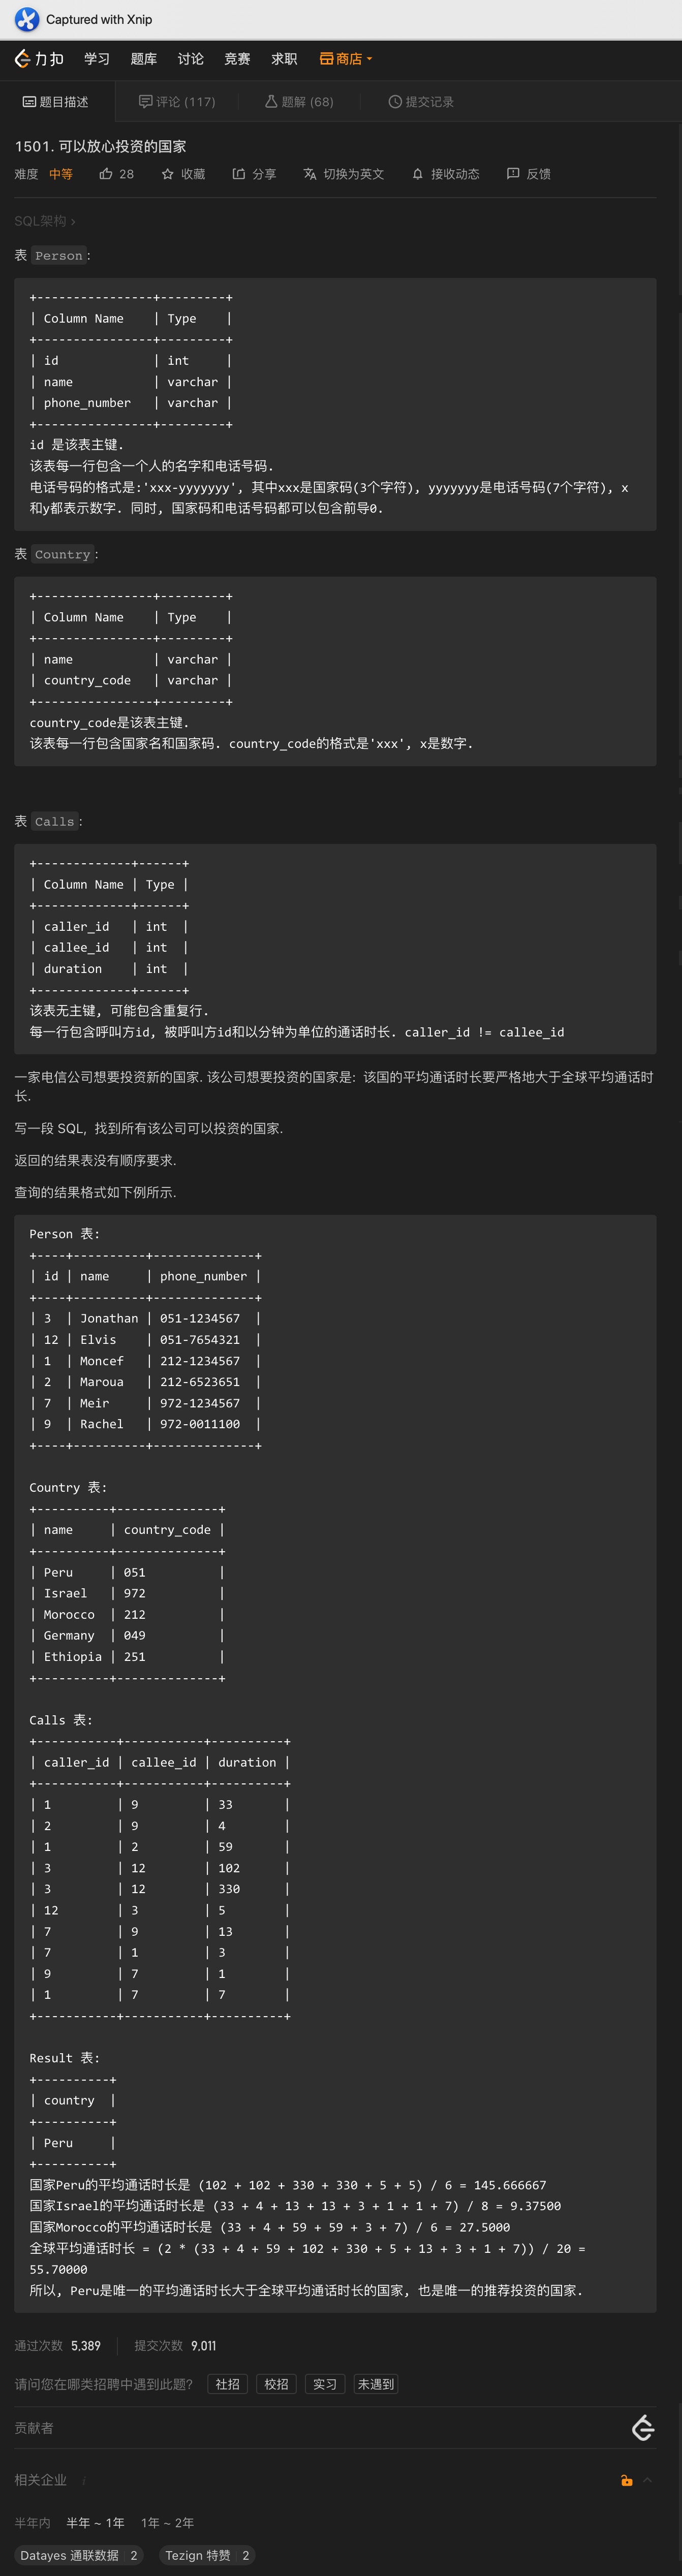 Captured with Xnip
力扣 学习 题库 讨论 竞赛 求职 商店
题目描述 评论 (117) 题解 (68) 提交记录
1501. 可以放心投资的国家
难度 中等 28 收藏 分享 切换为英文 接收动态 反馈
SQL架构 ›
表 Person:
+----------------+---------+
| Column Name    | Type    |
+----------------+---------+
| id             | int     |
| name           | varchar |
| phone_number   | varchar |
+----------------+---------+
id 是该表主键.
该表每一行包含一个人的名字和电话号码.
电话号码的格式是:'xxx-yyyyyyy', 其中xxx是国家码(3个字符), yyyyyyy是电话号码(7个字符), x
和y都表示数字. 同时, 国家码和电话号码都可以包含前导0.
表 Country:
+----------------+---------+
| Column Name    | Type    |
+----------------+---------+
| name           | varchar |
| country_code   | varchar |
+----------------+---------+
country_code是该表主键.
该表每一行包含国家名和国家码. country_code的格式是'xxx', x是数字.
表 Calls:
+-------------+------+
| Column Name | Type |
+-------------+------+
| caller_id   | int  |
| callee_id   | int  |
| duration    | int  |
+-------------+------+
该表无主键, 可能包含重复行.
每一行包含呼叫方id, 被呼叫方id和以分钟为单位的通话时长. caller_id != callee_id
一家电信公司想要投资新的国家. 该公司想要投资的国家是: 该国的平均通话时长要严格地大于全球平均通话时
长.
写一段 SQL, 找到所有该公司可以投资的国家.
返回的结果表没有顺序要求.
查询的结果格式如下例所示.
Person 表:
+----+----------+--------------+
| id | name     | phone_number |
+----+----------+--------------+
| 3  | Jonathan | 051-1234567  |
| 12 | Elvis    | 051-7654321  |
| 1  | Moncef   | 212-1234567  |
| 2  | Maroua   | 212-6523651  |
| 7  | Meir     | 972-1234567  |
| 9  | Rachel   | 972-0011100  |
+----+----------+--------------+
Country 表:
+----------+--------------+
| name     | country_code |
+----------+--------------+
| Peru     | 051          |
| Israel   | 972          |
| Morocco  | 212          |
| Germany  | 049          |
| Ethiopia | 251          |
+----------+--------------+
Calls 表:
+-----------+-----------+----------+
| caller_id | callee_id | duration |
+-----------+-----------+----------+
| 1         | 9         | 33       |
| 2         | 9         | 4        |
| 1         | 2         | 59       |
| 3         | 12        | 102      |
| 3         | 12        | 330      |
| 12        | 3         | 5        |
| 7         | 9         | 13       |
| 7         | 1         | 3        |
| 9         | 7         | 1        |
| 1         | 7         | 7        |
+-----------+-----------+----------+
Result 表:
+----------+
| country  |
+----------+
| Peru     |
+----------+
国家Peru的平均通话时长是 (102 + 102 + 330 + 330 + 5 + 5) / 6 = 145.666667
国家Israel的平均通话时长是 (33 + 4 + 13 + 13 + 3 + 1 + 1 + 7) / 8 = 9.37500
国家Morocco的平均通话时长是 (33 + 4 + 59 + 59 + 3 + 7) / 6 = 27.5000
全球平均通话时长 = (2 * (33 + 4 + 59 + 102 + 330 + 5 + 13 + 3 + 1 + 7)) / 20 =
55.70000
所以, Peru是唯一的平均通话时长大于全球平均通话时长的国家, 也是唯一的推荐投资的国家.
通过次数 5,389 提交次数 9,011
请问您在哪类招聘中遇到此题? 社招 校招 实习 未遇到
贡献者
相关企业 i
半年内 半年 ~ 1年 1年 ~ 2年
Datayes 通联数据 2 Tezign 特赞 2